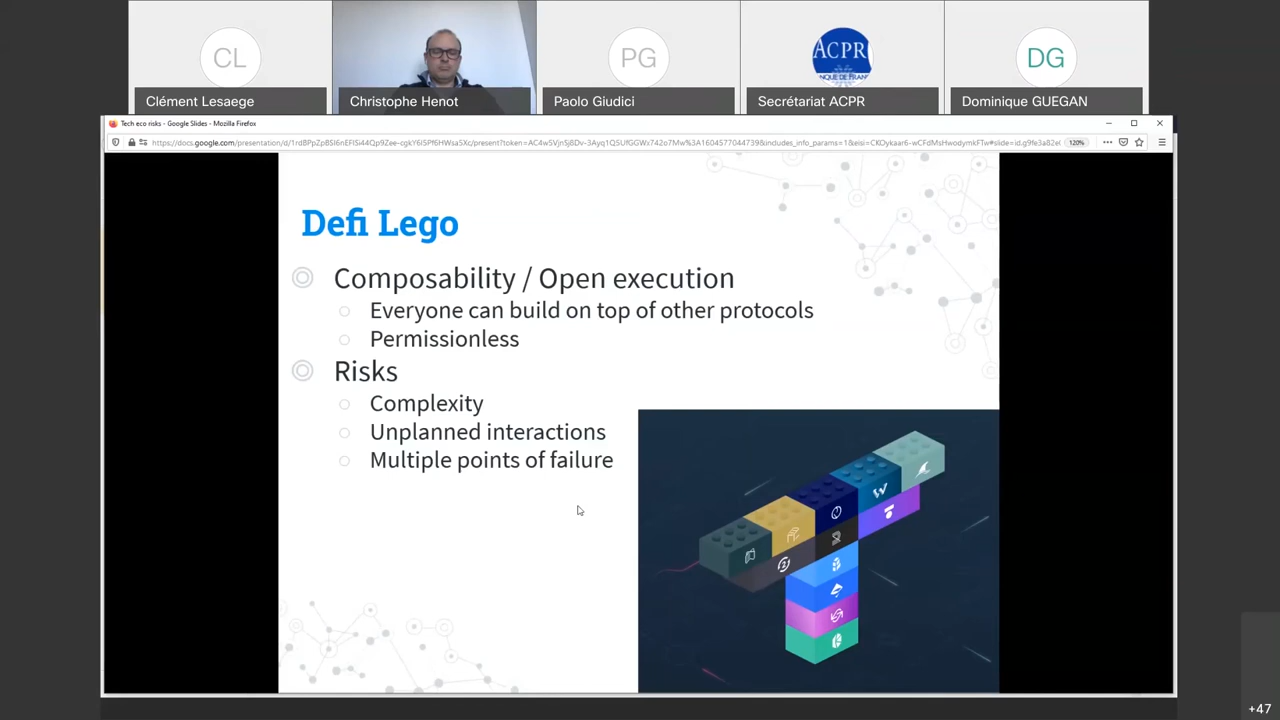 CL
PG
ACPR
DG
Clément Lesaege
Christophe Henot
Paolo Giudici
Secrétariat ACPR
Dominique GUEGAN
Tech eco risks - Google Slides - Mozilla Firefox
120%
Defi Lego
Composability / Open execution
Everyone can build on top of other protocols
Permissionless
Risks
Complexity
Unplanned interactions
Multiple points of failure
+47